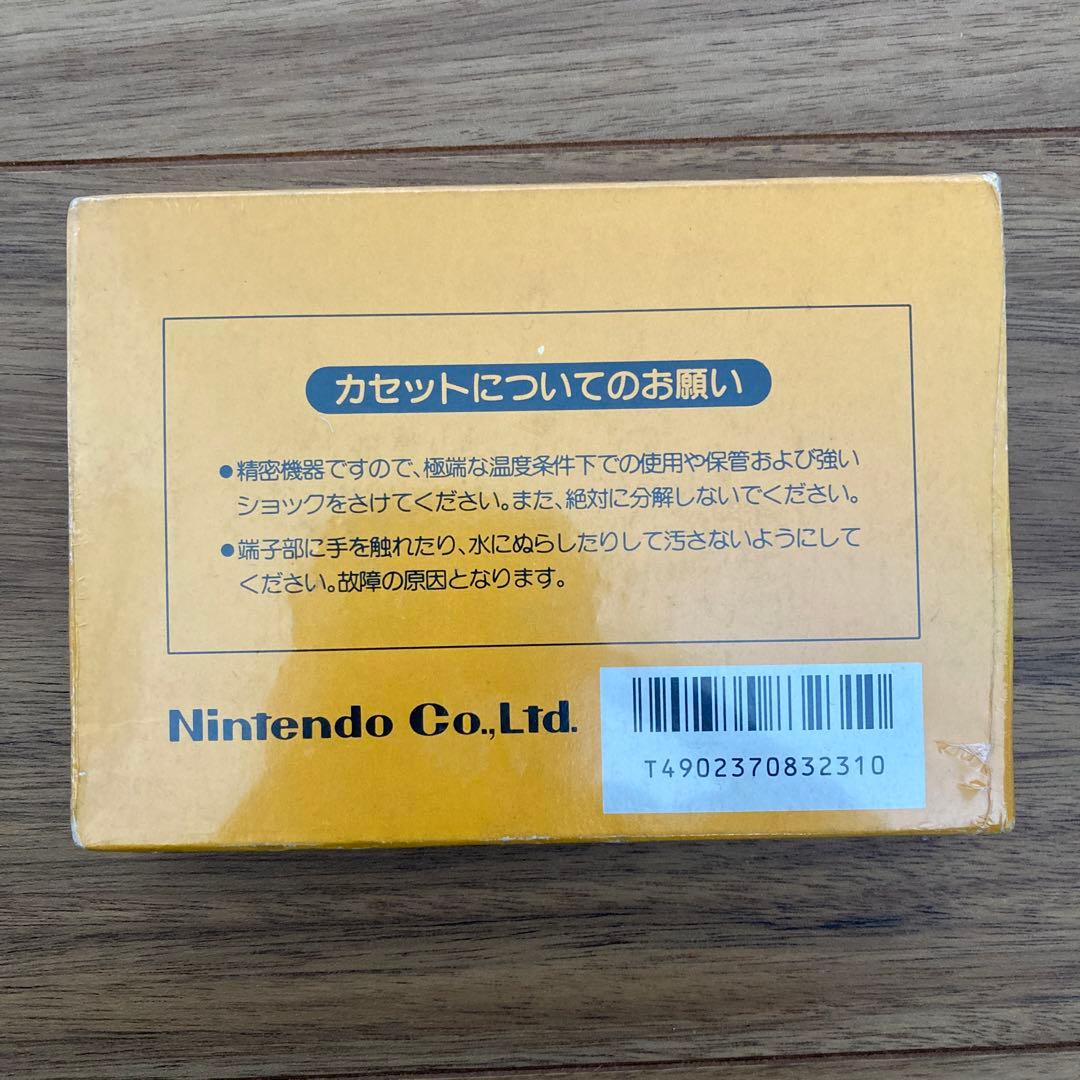 カセットについてのお願い
●精密機器ですので、極端な温度条件下での使用や保管および強い
ショックをさけてください。また、絶対に分解しないでください。
●端子部に手を触れたり、水にぬらしたりして汚さないようにして
ください。故障の原因となります。
Nintendo Co.,Ltd.
T4902370832310